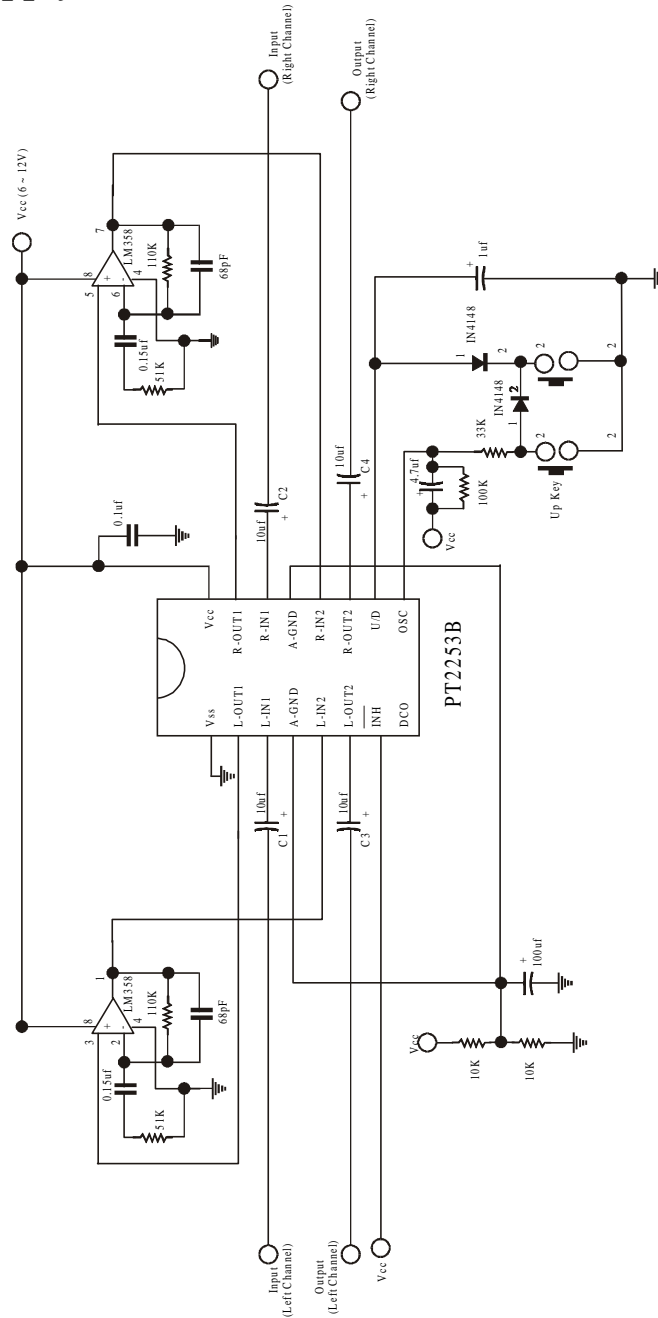 Vcc (6 ~ 12V)
8
5
6
+
-
4
7
LM358
110K
68pF
0.15uf
51K
Input
(Right Channel)
Output
(Right Channel)
0.1uf
10uf
+
C2
10uf
+
C4
1uf
+
IN4148
1
2
IN4148
1
2
33K
4.7uf
+
100K
Vcc
2
2
2
2
Up Key
Vss
L-OUT1
L-IN1
A-GND
L-IN2
L-OUT2
INH
DCO
Vcc
R-OUT1
R-IN1
A-GND
R-IN2
R-OUT2
U/D
OSC
PT2253B
10uf
+
C1
10uf
+
C3
8
3
2
+
-
4
1
LM358
110K
68pF
0.15uf
51K
Vcc
10K
10K
100uf
+
Input
(Left Channel)
Output
(Left Channel)
Vcc